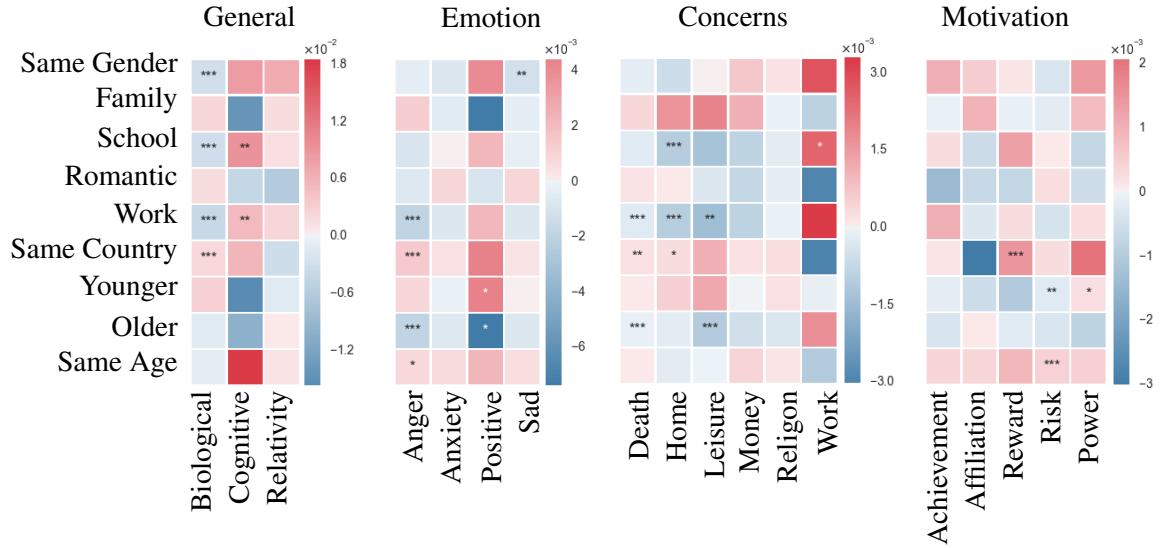 General Emotion Concerns Motivation
×10⁻² ×10⁻³ ×10⁻³ ×10⁻³
Same Gender *** **
Family
School *** ** *** *
Romantic
Work *** ** *** *** *** **
Same Country *** *** ** * ***
Younger * ** *
Older *** * *** ***
Same Age * ***
1.8
1.2
0.6
0.0
−0.6
−1.2
4
2
0
−2
−4
−6
3.0
1.5
0.0
−1.5
−3.0
2
1
0
−1
−2
−3
Biological
Cognitive
Relativity
Anger
Anxiety
Positive
Sad
Death
Home
Leisure
Money
Religon
Work
Achievement
Affiliation
Reward
Risk
Power